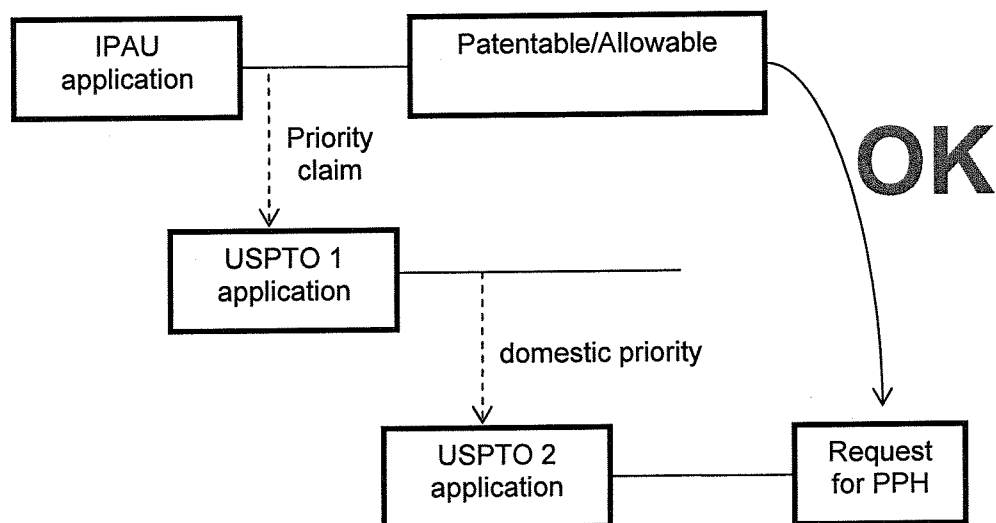 IPAU
application
Patentable/Allowable
OK
Priority
claim
USPTO 1
application
domestic priority
USPTO 2
application
Request
for PPH